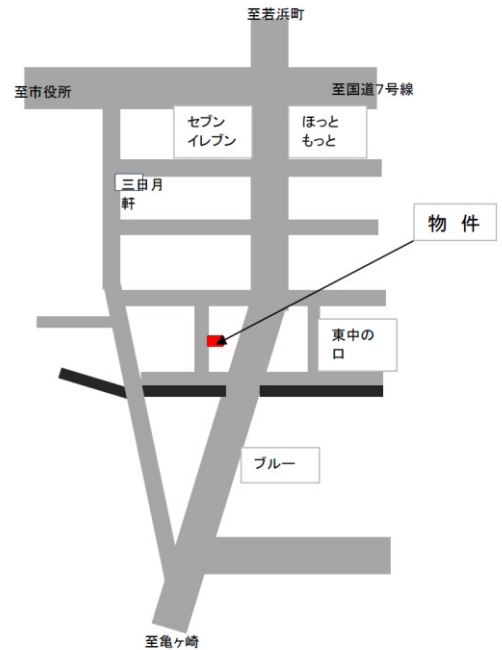 至若浜町
至市役所
至国道7号線
セブン
イレブン
ほっと
もっと
三日月
軒
物 件
東中の
口
ブルー
至亀ヶ崎